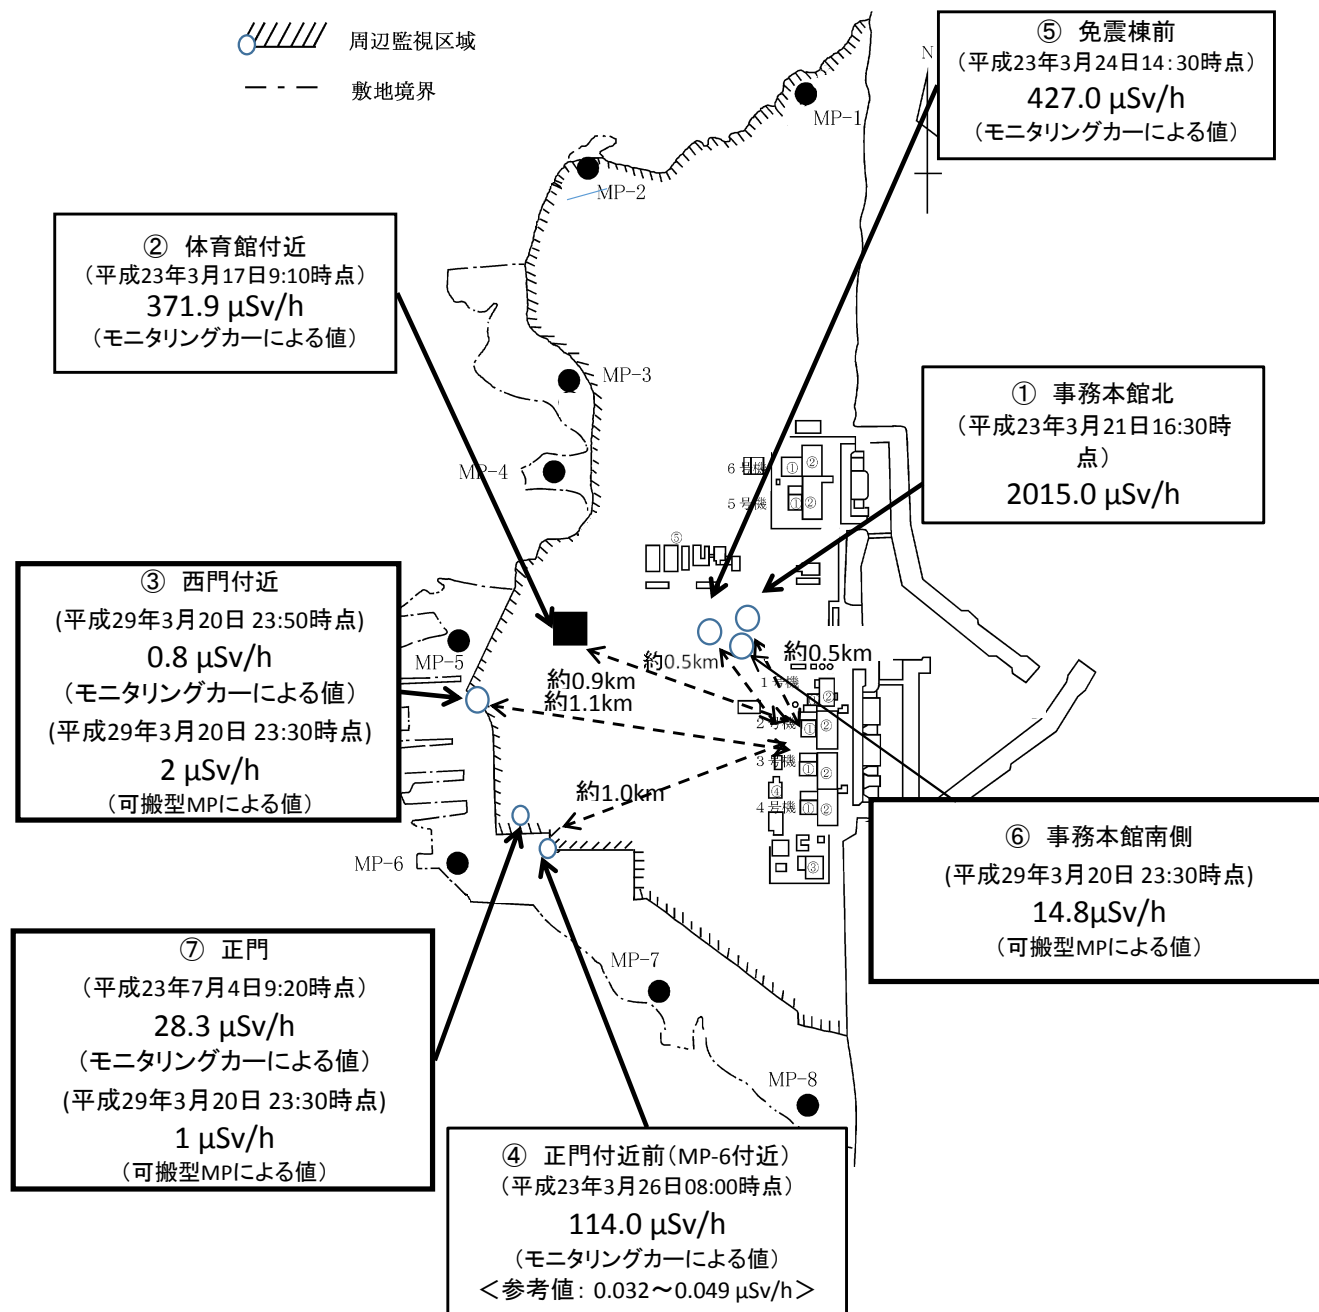 周辺監視区域
敷地境界
⑤ 免震棟前
（平成23年3月24日14:30時点）
427.0 μSv/h
（モニタリングカーによる値）
N
MP-1
MP-2
② 体育館付近
（平成23年3月17日9:10時点）
371.9 μSv/h
（モニタリングカーによる値）
MP-3
① 事務本館北
（平成23年3月21日16:30時
点）
2015.0 μSv/h
MP-4
6号機
①
②
5号機
①
②
⑤
③ 西門付近
(平成29年3月20日 23:50時点)
0.8 μSv/h
（モニタリングカーによる値）
(平成29年3月20日 23:30時点)
2 μSv/h
（可搬型MPによる値）
MP-5
約0.5km
約0.5km
約0.9km
約1.1km
1号機
②
2号機
①
②
3号機
①
②
約1.0km
④
4号機
①
②
③
MP-6
⑥ 事務本館南側
(平成29年3月20日 23:30時点)
14.8μSv/h
（可搬型MPによる値）
⑦ 正門
（平成23年7月4日9:20時点）
28.3 μSv/h
（モニタリングカーによる値）
(平成29年3月20日 23:30時点)
1 μSv/h
（可搬型MPによる値）
MP-7
MP-8
④ 正門付近前（MP-6付近）
（平成23年3月26日08:00時点）
114.0 μSv/h
（モニタリングカーによる値）
＜参考値: 0.032～0.049 μSv/h＞